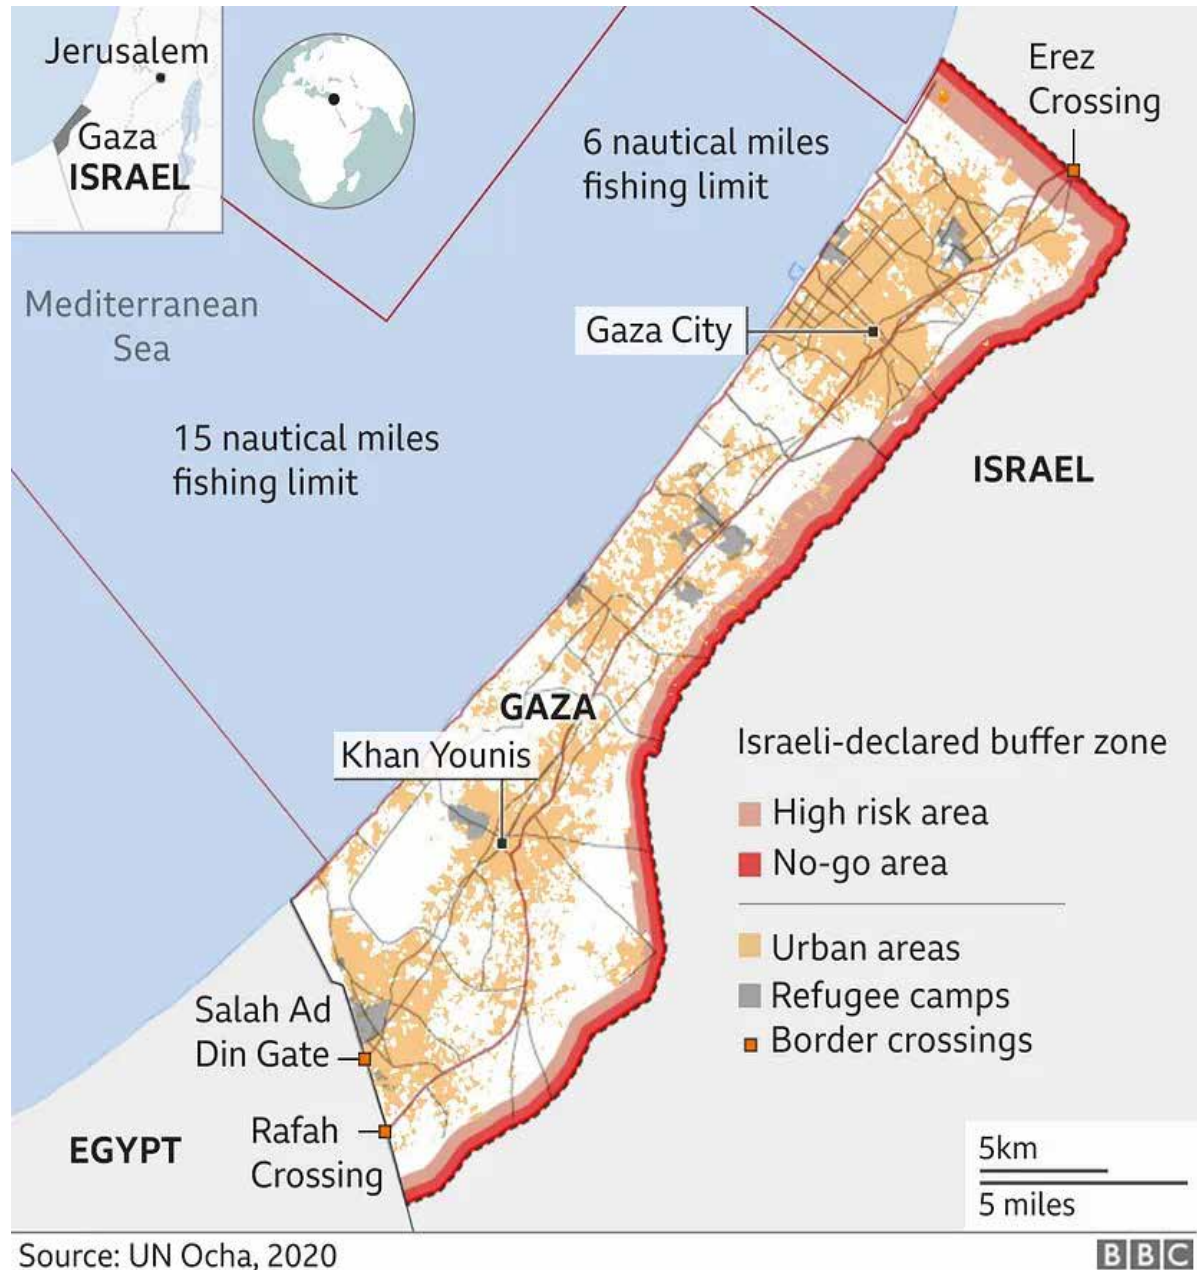 Jerusalem
Gaza
ISRAEL
Erez
Crossing
6 nautical miles
fishing limit
Mediterranean
Sea
Gaza City
15 nautical miles
fishing limit
ISRAEL
GAZA
Khan Younis
Israeli-declared buffer zone
High risk area
No-go area
Urban areas
Refugee camps
Border crossings
Salah Ad
Din Gate
Rafah
Crossing
EGYPT
5km
5 miles
Source: UN Ocha, 2020
BBC